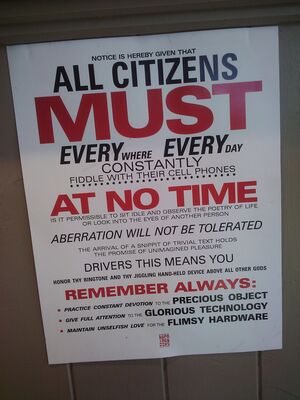 NOTICE IS HEREBY GIVEN THAT
ALL CITIZENS
MUST
EVERYWHERE EVERYDAY
CONSTANTLY
FIDDLE WITH THEIR CELL PHONES
AT NO TIME
IS IT PERMISSIBLE TO SIT IDLE AND OBSERVE THE POETRY OF LIFE
OR LOOK INTO THE EYES OF ANOTHER PERSON
ABERRATION WILL NOT BE TOLERATED
THE ARRIVAL OF A SNIPPET OF TRIVIAL TEXT HOLDS
THE PROMISE OF UNIMAGINED PLEASURE
DRIVERS THIS MEANS YOU
HONOR THY RINGTONE AND THY JIGGLING HAND-HELD DEVICE ABOVE ALL OTHER GODS
REMEMBER ALWAYS:
• PRACTICE CONSTANT DEVOTION TO THE PRECIOUS OBJECT
• GIVE FULL ATTENTION TO THE GLORIOUS TECHNOLOGY
• MAINTAIN UNSELFISH LOVE FOR THE FLIMSY HARDWARE